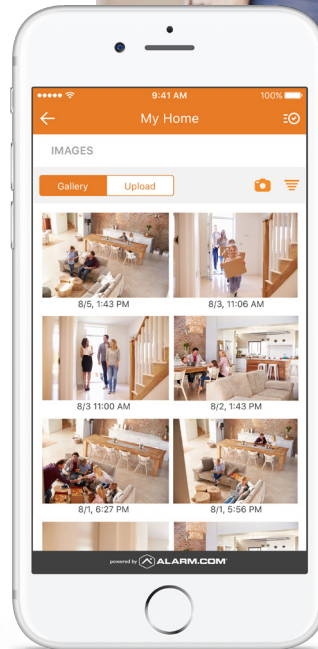 9:41 AM 100%
My Home
IMAGES
Gallery Upload
8/5, 1:43 PM 8/3, 11:06 AM
8/3 11:00 AM 8/2, 1:43 PM
8/1, 6:27 PM 8/1, 5:56 PM
powered by ALARM.COM